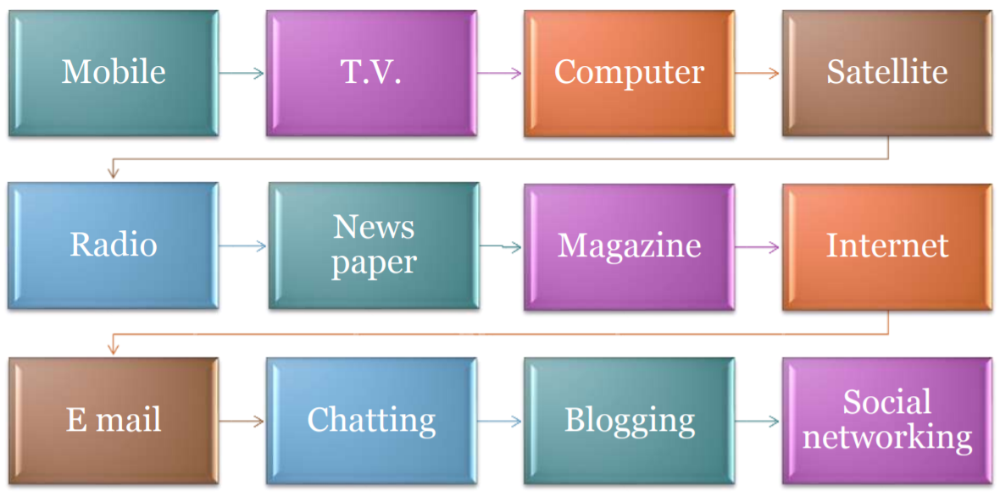 Mobile
T.V.
Computer
Satellite
Radio
News
paper
Magazine
Internet
E mail
Chatting
Blogging
Social
networking